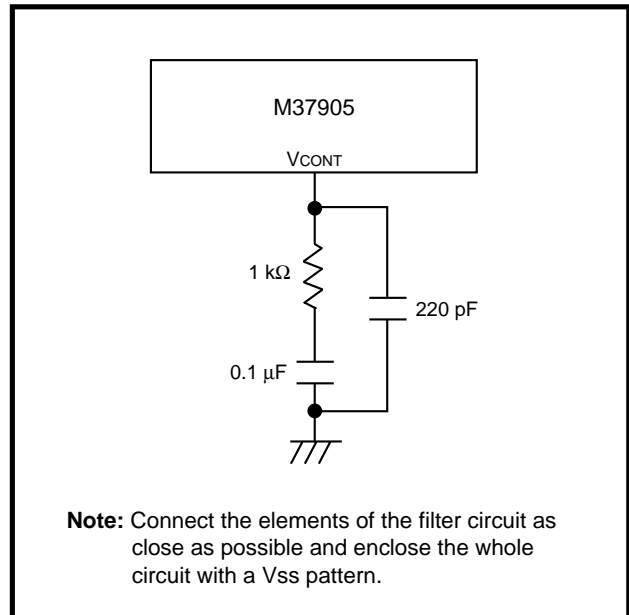 M37905
VCONT
1 kΩ
220 pF
0.1 μF
Note: Connect the elements of the filter circuit as
close as possible and enclose the whole
circuit with a Vss pattern.